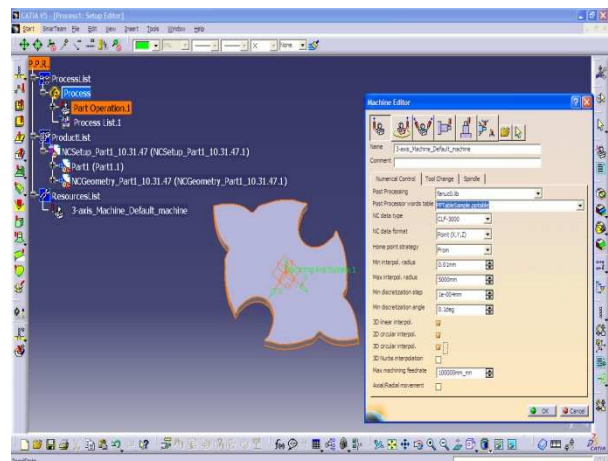 CATIA V5 - [Process1: Setup Editor]
Start SmarTeam File Edit View Insert Tools Window Help
None
P.P.R.
ProcessList
Process
Part Operation.1
Process List.1
ProductList
NCSetup_Part1_10.31.47 (NCSetup_Part1_10.31.47.1)
Part1 (Part1.1)
NCGeometry_Part1_10.31.47 (NCGeometry_Part1_10.31.47.1)
ResourcesList
3-axis_Machine_Default_machine
Machine Editor
Name 3-axis_Machine_Default_machine
Comment
Numerical Control Tool Change Spindle
Post Processing fanuc0.lib
Post Processor words table PPTableSample.pptable
NC data type CLF-3000
NC data format Point (X,Y,Z)
Home point strategy From
Min interpol. radius 0.01mm
Max interpol. radius 5000mm
Min discretization step 1e-004mm
Min discretization angle 0.1deg
3D linear interpol.
2D circular interpol.
3D circular interpol.
3D Nurbs interpolation
Max machining feedrate 100000mm_mn
Axial/Radial movement
OK Cancel
CATIA